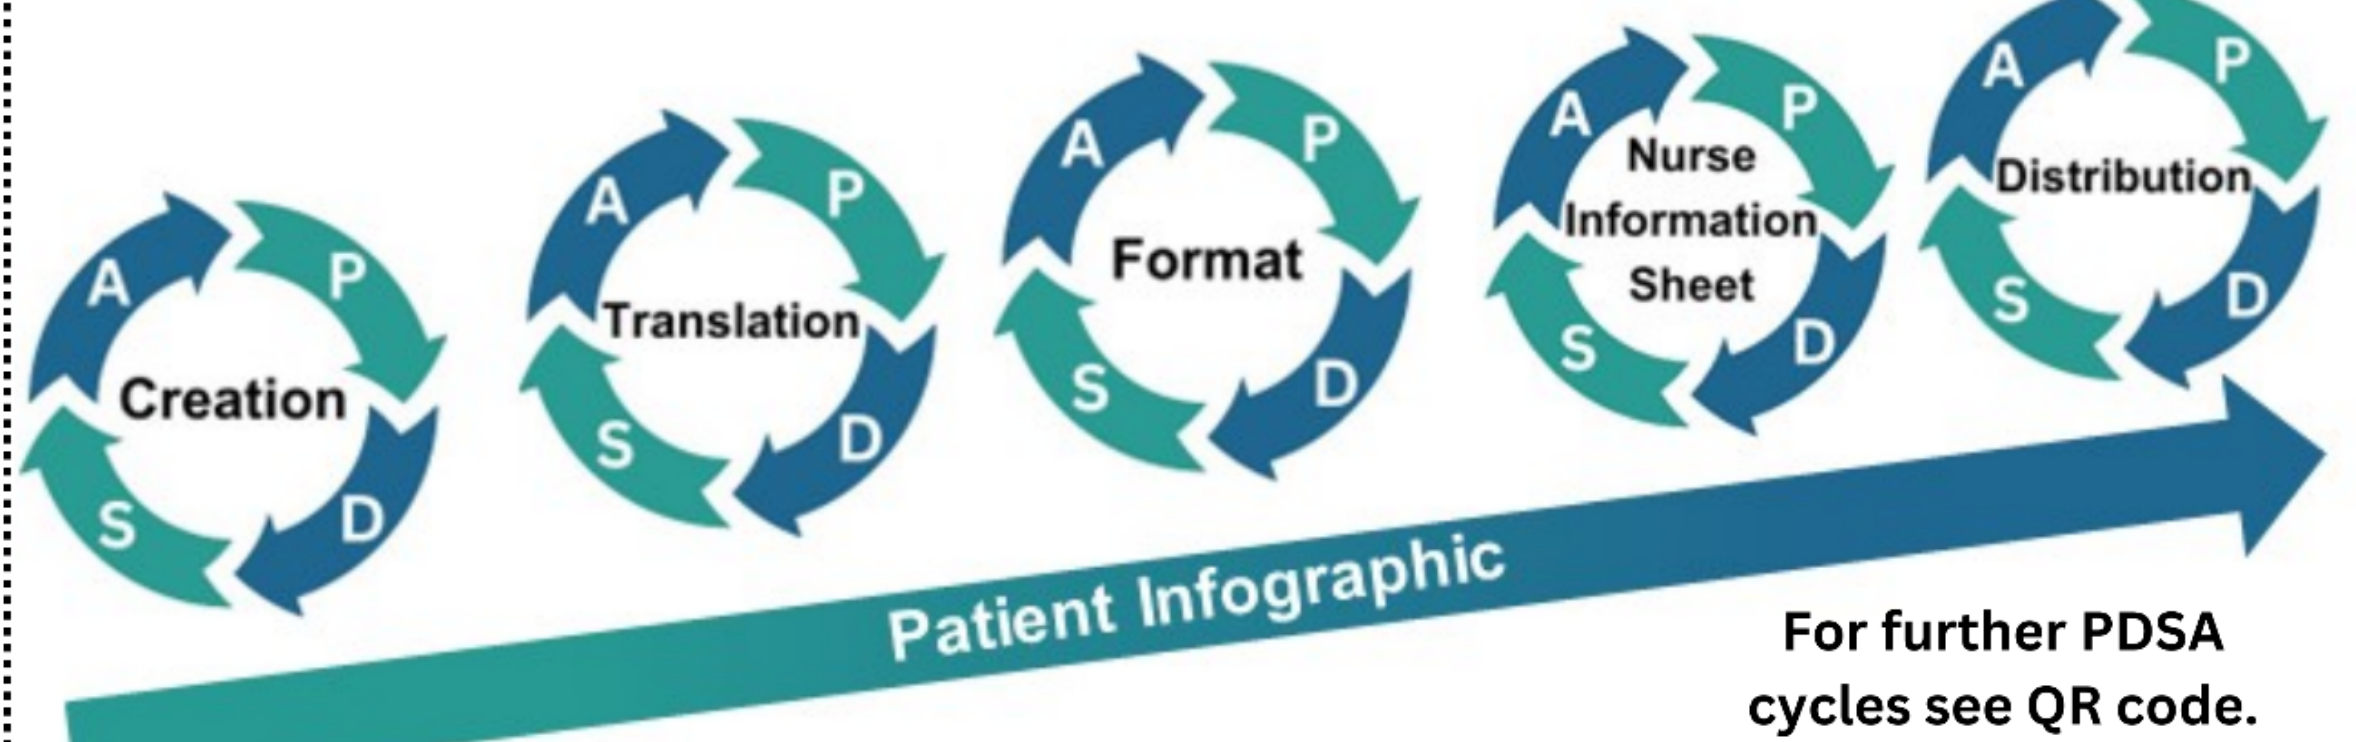 A
P
Creation
S
D
A
P
Translation
S
D
A
P
Format
S
D
A
P
Nurse
Information
Sheet
S
D
A
P
Distribution
S
D
Patient Infographic
For further PDSA
cycles see QR code.